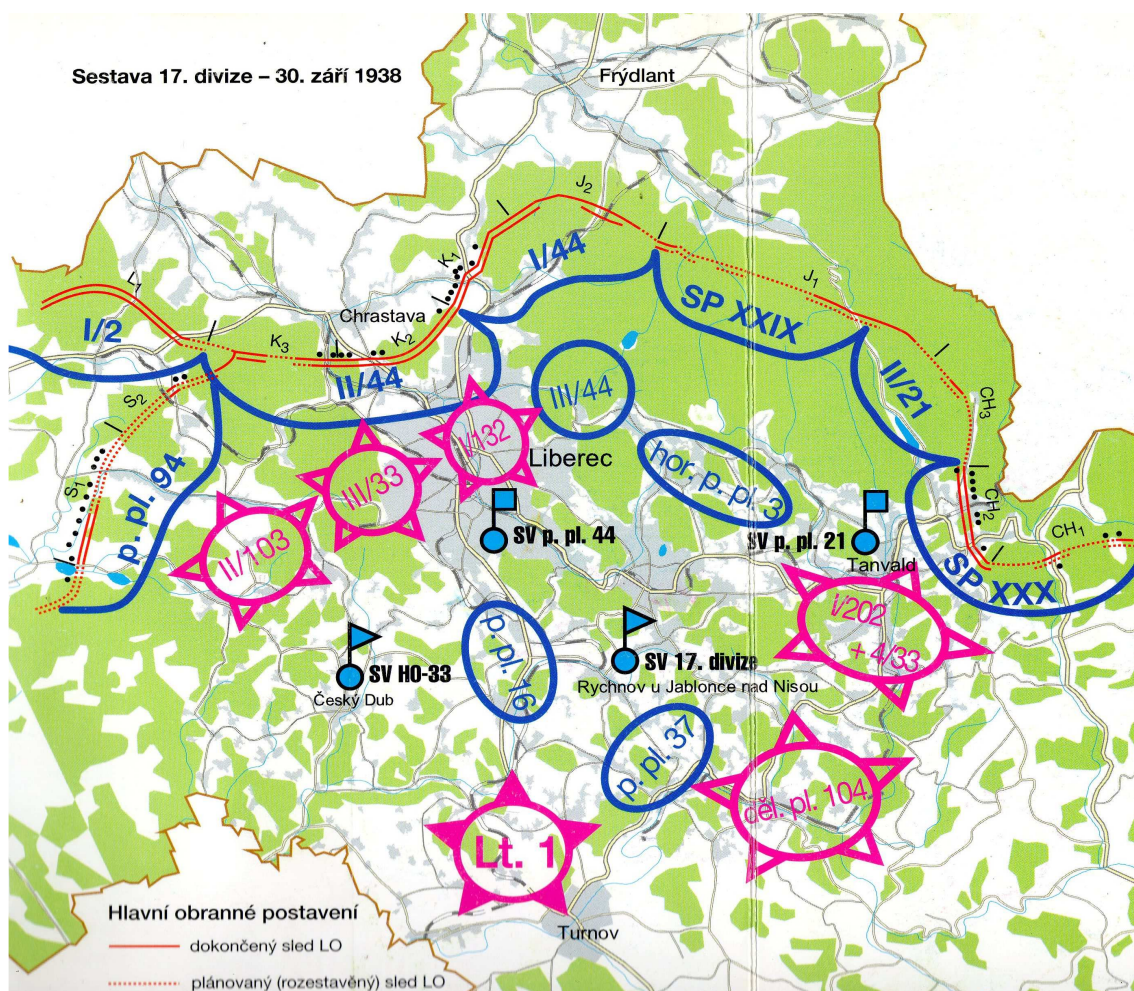 Sestava 17. divize – 30. září 1938
Frýdlant
J₂
K₁
I/44
L₁
J₁
SP XXIX
Chrastava
I/2
K₃
K₂
II/44
II/21
S₂
III/44
CH₃
I/132
Liberec
p. pl. 94
S₁
III/33
hor. p. pl. 3
CH₂
SV p. pl. 44
SV p. pl. 21
CH₁
II/103
Tanvald
SP XXX
I/202
+ 4/33
p. pl. 16
SV HO-33
SV 17. divize
Český Dub
Rychnov u Jablonce nad Nisou
p. pl. 37
děl. pl. 104
Lt. 1
Hlavní obranné postavení
Turnov
dokončený sled LO
plánovaný (rozestavěný) sled LO